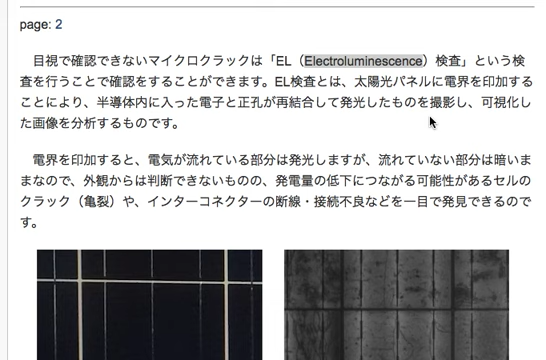 page: 2
目視で確認できないマイクロクラックは「EL（Electroluminescence）検査」という検
査を行うことで確認をすることができます。EL検査とは、太陽光パネルに電界を印加する
ことにより、半導体内に入った電子と正孔が再結合して発光したものを撮影し、可視化し
た画像を分析するものです。
電界を印加すると、電気が流れている部分は発光しますが、流れていない部分は暗いま
まなので、外観からは判断できないものの、発電量の低下につながる可能性があるセルの
クラック（亀裂）や、インターコネクターの断線・接続不良などを一目で発見できるので
す。